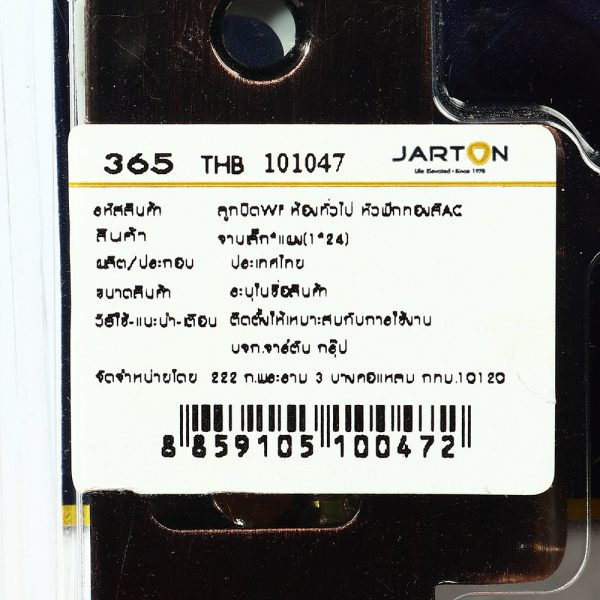 365 THB 101047 JARTON
Life Elevated · Since 1978
รหัสสินค้า ลูกบิดWF ห้องทั่วไป หัวฟักทองสีAC
สินค้า จานเล็ก*แผง(1*24)
ผลิต/ประกอบ ประเทศไทย
ขนาดสินค้า ระบุในชื่อสินค้า
วิธีใช้-แนะนำ-เตือน ติดตั้งให้เหมาะสมกับการใช้งาน
บจก.จาร์ตัน กรุ๊ป
จัดจำหน่ายโดย 222 ถ.พระราม 3 บางคอแหลม กทม.10120
8 859105 100472